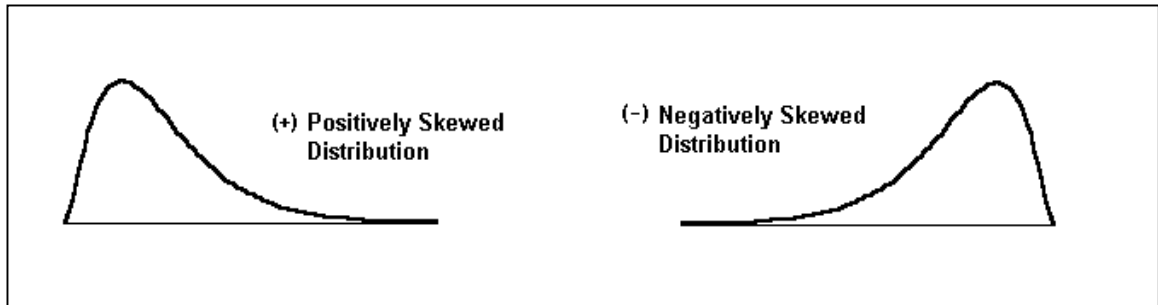 (+) Positively Skewed
Distribution
(-) Negatively Skewed
Distribution